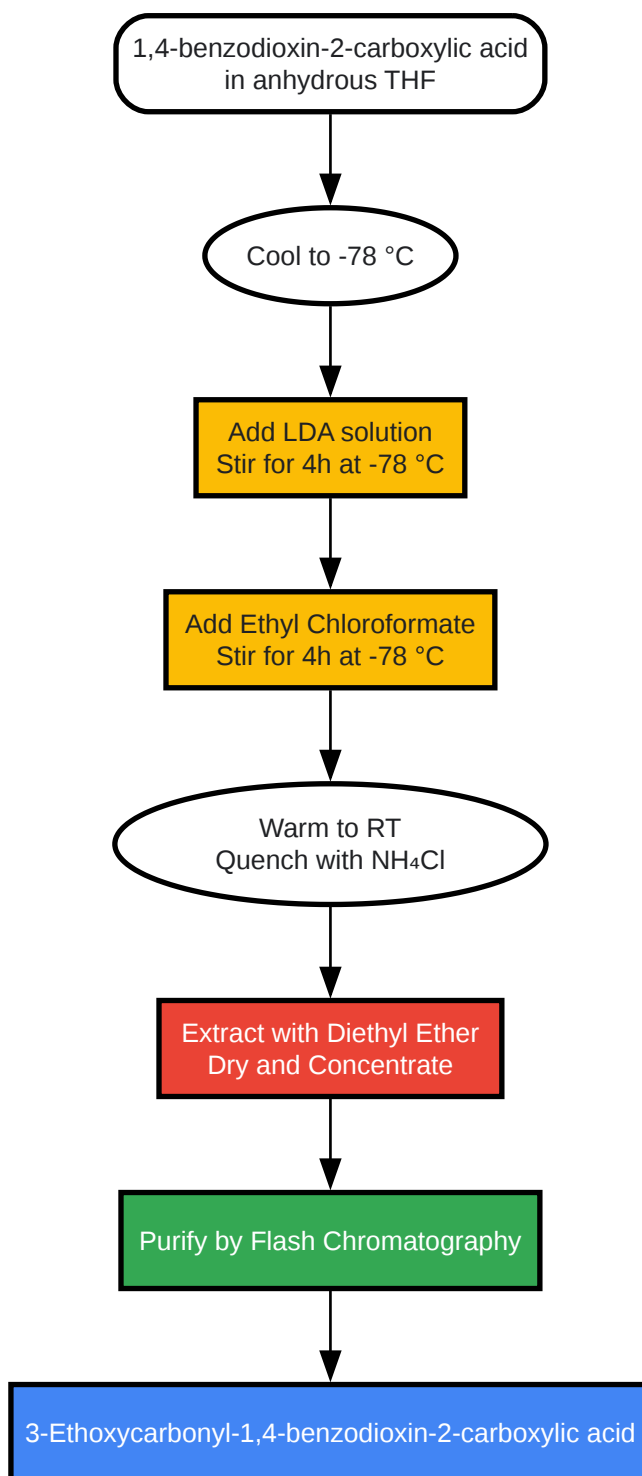 1,4-benzodioxin-2-carboxylic acid
in anhydrous THF
Cool to -78 °C
Add LDA solution
Stir for 4h at -78 °C
Add Ethyl Chloroformate
Stir for 4h at -78 °C
Warm to RT
Quench with NH₄Cl
Extract with Diethyl Ether
Dry and Concentrate
Purify by Flash Chromatography
3-Ethoxycarbonyl-1,4-benzodioxin-2-carboxylic acid